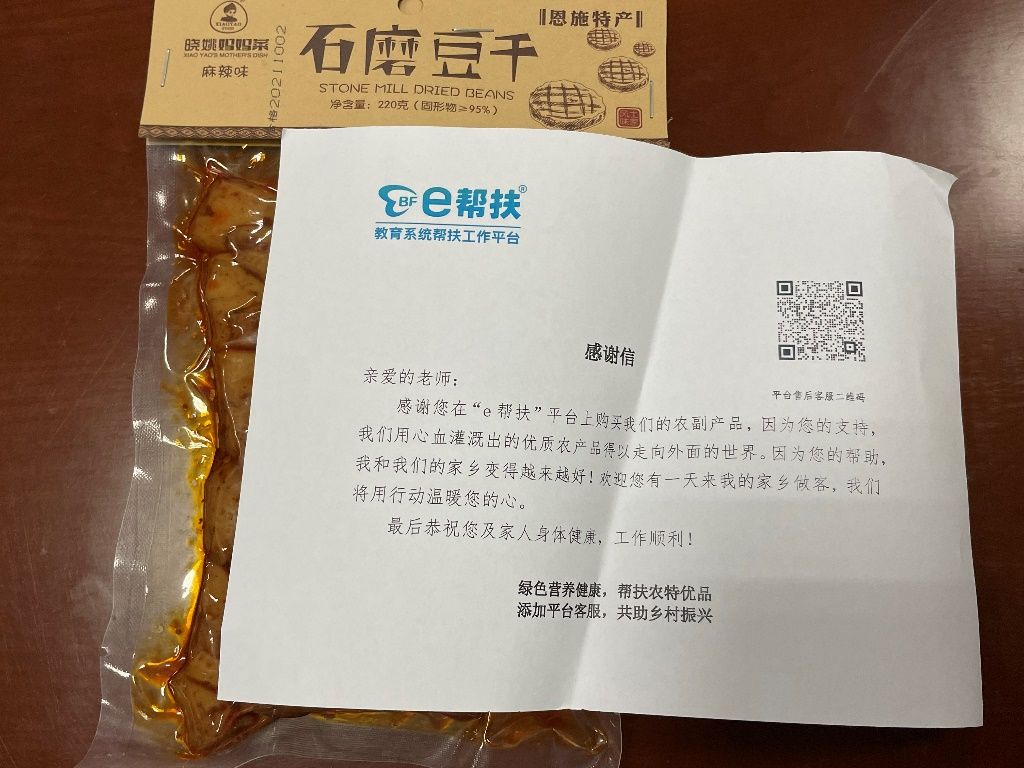 XIAOYAO
晓姚妈妈菜
XIAO YAO'S MOTHER'S DISH
麻辣味
格20211002
石磨豆干
STONE MILL DRIED BEANS
净含量：220克（固形物≥95%）
恩施特产
BF e帮扶®
教育系统帮扶工作平台
平台售后客服二维码
感谢信
亲爱的老师：
感谢您在“e帮扶”平台上购买我们的农副产品，因为您的支持，
我们用心血灌溉出的优质农产品得以走向外面的世界。因为您的帮助，
我和我们的家乡变得越来越好！欢迎您有一天来我的家乡做客，我们
将用行动温暖您的心。
最后恭祝您及家人身体健康，工作顺利！
绿色营养健康，帮扶农特优品
添加平台客服，共助乡村振兴